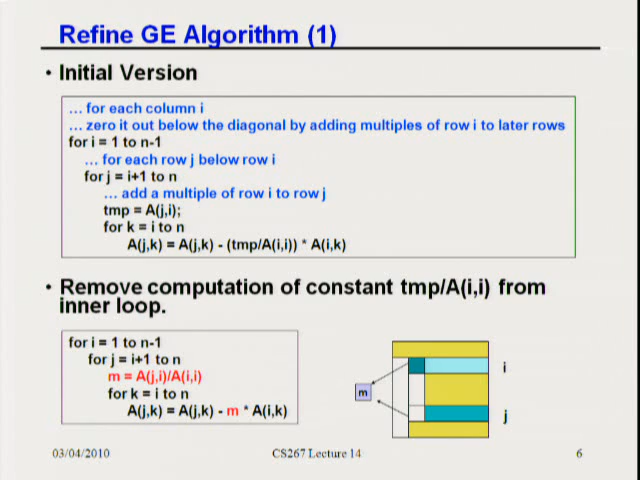 Refine GE Algorithm (1)
• Initial Version
… for each column i
… zero it out below the diagonal by adding multiples of row i to later rows
for i = 1 to n-1
… for each row j below row i
for j = i+1 to n
… add a multiple of row i to row j
tmp = A(j,i);
for k = i to n
A(j,k) = A(j,k) - (tmp/A(i,i)) * A(i,k)
• Remove computation of constant tmp/A(i,i) from
inner loop.
for i = 1 to n-1
for j = i+1 to n
m = A(j,i)/A(i,i)
for k = i to n
A(j,k) = A(j,k) - m * A(i,k)
i
m
j
03/04/2010
CS267 Lecture 14
6